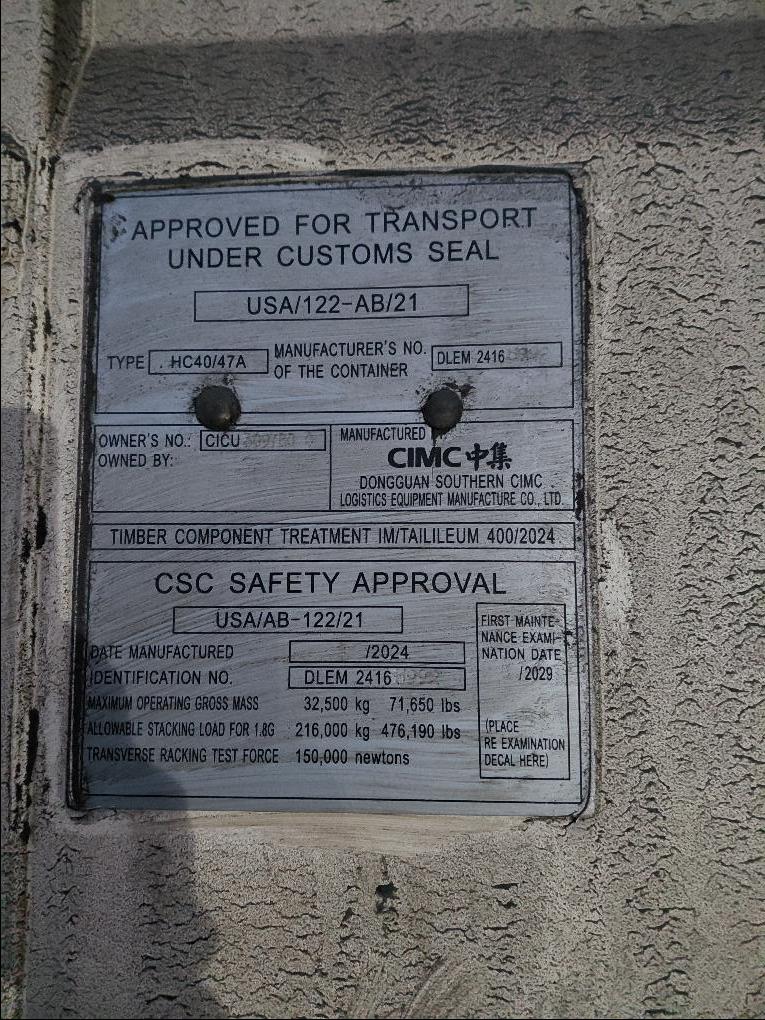 APPROVED FOR TRANSPORT
UNDER CUSTOMS SEAL
USA/122-AB/21
TYPE HC40/47A
MANUFACTURER'S NO.
OF THE CONTAINER
DLEM 2416
OWNER'S NO.: CICU
OWNED BY:
MANUFACTURED
CIMC中集
DONGGUAN SOUTHERN CIMC
LOGISTICS EQUIPMENT MANUFACTURE CO., LTD.
TIMBER COMPONENT TREATMENT IM/TAILILEUM 400/2024
CSC SAFETY APPROVAL
USA/AB-122/21
DATE MANUFACTURED /2024
IDENTIFICATION NO. DLEM 2416
MAXIMUM OPERATING GROSS MASS 32,500 kg 71,650 lbs
ALLOWABLE STACKING LOAD FOR 1.8G 216,000 kg 476,190 lbs
TRANSVERSE RACKING TEST FORCE 150,000 newtons
FIRST MAINTE-
NANCE EXAMI-
NATION DATE
/2029
(PLACE
RE EXAMINATION
DECAL HERE)